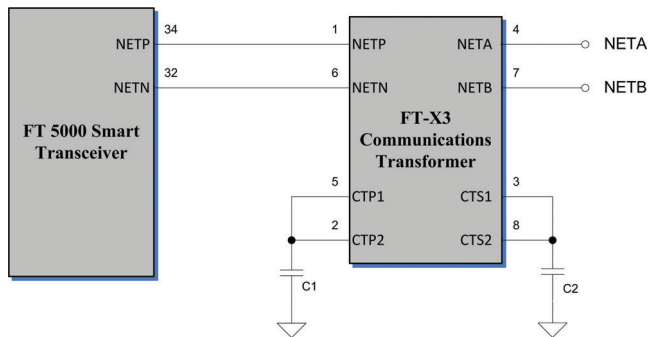 34
1
4
NETP
NETP
NETA
NETA
32
6
7
NETN
NETN
NETB
NETB
FT 5000 Smart
Transceiver
FT-X3
Communications
Transformer
5
3
CTP1
CTS1
2
8
CTP2
CTS2
C1
C2